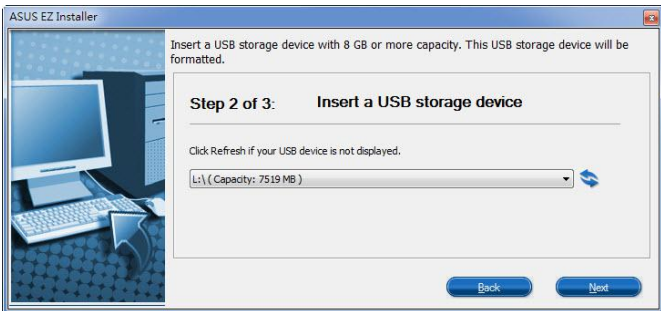 ASUS EZ Installer
Insert a USB storage device with 8 GB or more capacity. This USB storage device will be
formatted.
Step 2 of 3: Insert a USB storage device
Click Refresh if your USB device is not displayed.
L:\ ( Capacity: 7519 MB )
Back Next